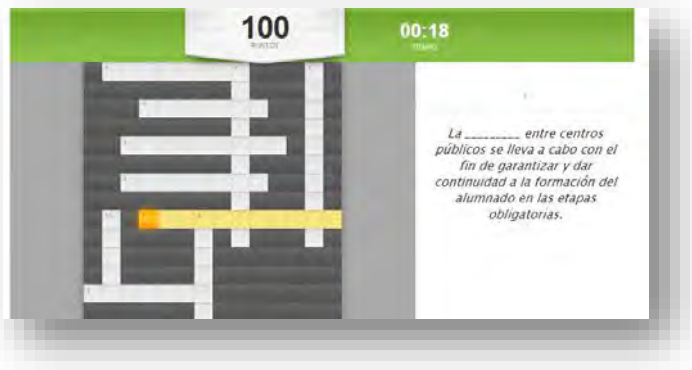 100
PUNTOS
00:18
TIEMPO
La _________ entre centros
públicos se lleva a cabo con el
fin de garantizar y dar
continuidad a la formación del
alumnado en las etapas
obligatorias.